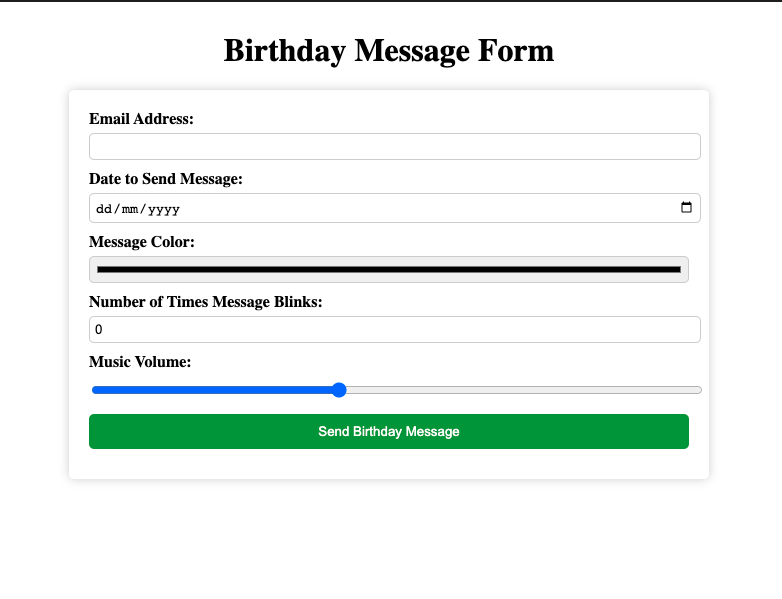 Birthday Message Form
Email Address:
Date to Send Message:
dd/mm/yyyy
Message Color:
Number of Times Message Blinks:
0
Music Volume:
Send Birthday Message